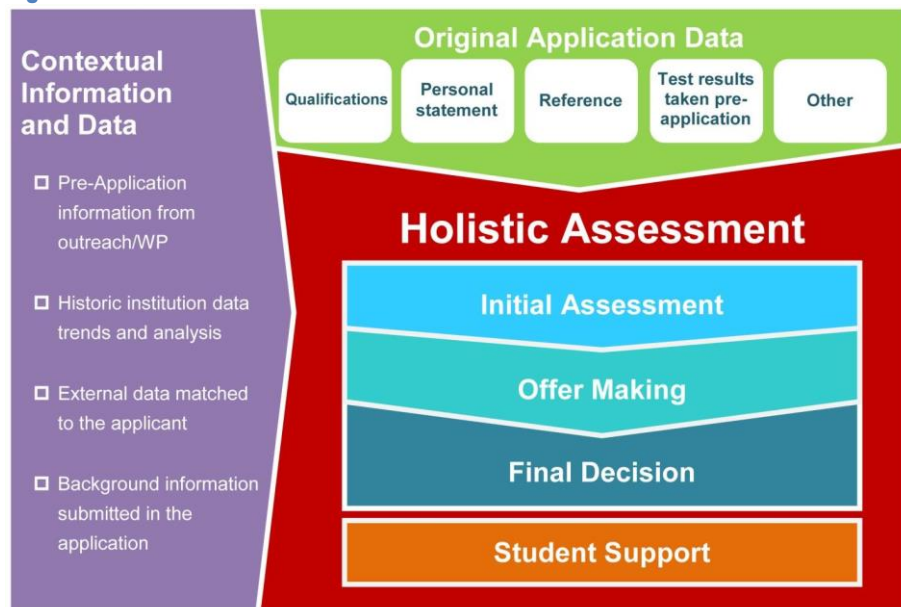 Contextual
Information
and Data
Pre-Application
information from
outreach/WP
Historic institution data
trends and analysis
External data matched
to the applicant
Background information
submitted in the
application
Original Application Data
Qualifications
Personal
statement
Reference
Test results
taken pre-
application
Other
Holistic Assessment
Initial Assessment
Offer Making
Final Decision
Student Support